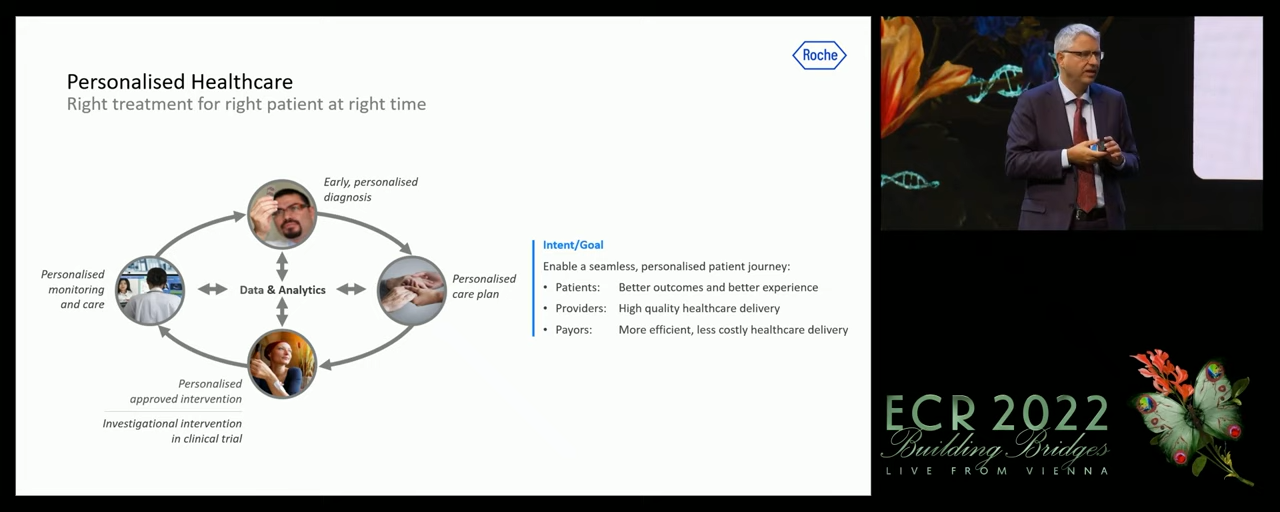 Roche
Personalised Healthcare
Right treatment for right patient at right time
Early, personalised
diagnosis
Personalised
monitoring
and care
Data & Analytics
Personalised
care plan
Personalised
approved intervention
Investigational intervention
in clinical trial
Intent/Goal
Enable a seamless, personalised patient journey:
• Patients: Better outcomes and better experience
• Providers: High quality healthcare delivery
• Payors: More efficient, less costly healthcare delivery
ECR 2022
Building Bridges
LIVE FROM VIENNA